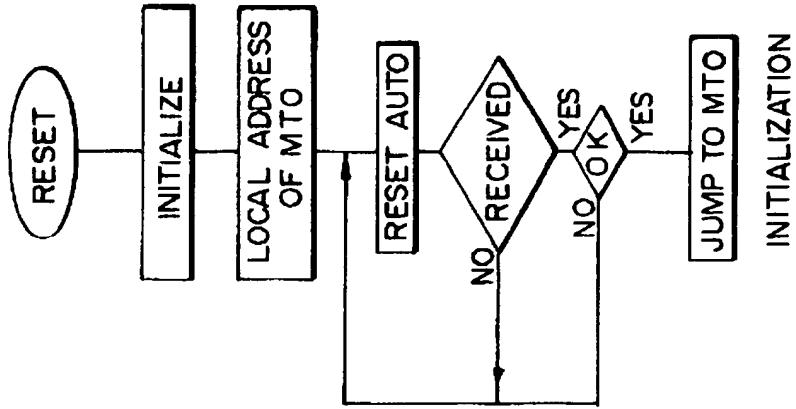 RESET
INITIALIZE
LOCAL ADDRESS
OF MTO
RESET AUTO
RECEIVED
NO
YES
OK
NO
YES
JUMP TO MTO
INITIALIZATION